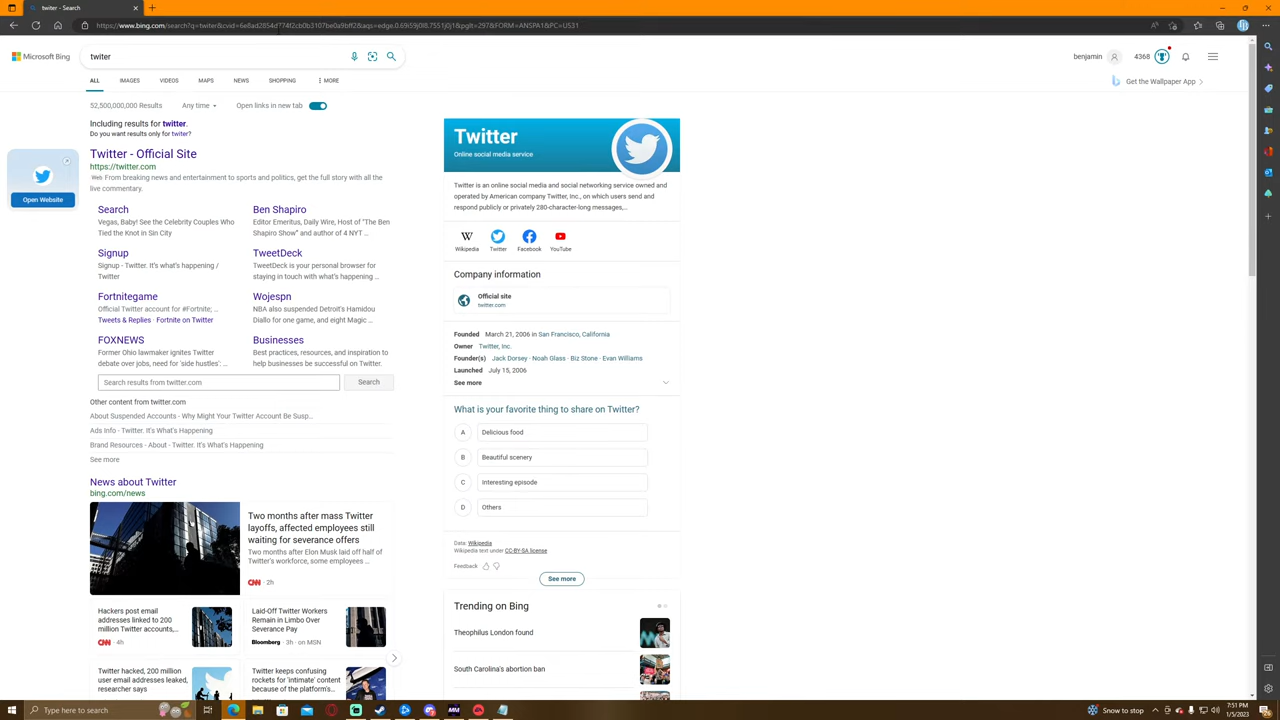 twiter - Search
https://www.bing.com/search?q=twiter&cvid=
Microsoft Bing
twiter
benjamin
4368
ALL
IMAGES
VIDEOS
MAPS
NEWS
SHOPPING
MORE
Get the Wallpaper App
52,500,000,000 Results
Any time
Open links in new tab
Including results for twitter.
Do you want results only for twiter?
Open Website
Twitter - Official Site
https://twitter.com
Web From breaking news and entertainment to sports and politics, get the full story with all the
live commentary.
Search
Vegas, Baby! See the Celebrity Couples Who
Tied the Knot in Sin City
Ben Shapiro
Editor Emeritus, Daily Wire, Host of "The Ben
Shapiro Show" and author of 4 NYT ...
Signup
Signup - Twitter. It's what's happening /
Twitter
TweetDeck
TweetDeck is your personal browser for
staying in touch with what's happening ...
Fortnitegame
Official Twitter account for #Fortnite; ...
Tweets & Replies · Fortnite on Twitter
Wojespn
NBA also suspended Detroit's Hamidou
Diallo for one game, and eight Magic ...
FOXNEWS
Former Ohio lawmaker ignites Twitter
debate over jobs, need for 'side hustles': ...
Businesses
Best practices, resources, and inspiration to
help businesses be successful on Twitter.
Search results from twitter.com
Search
Other content from twitter.com
About Suspended Accounts - Why Might Your Twitter Account Be Susp...
Ads Info - Twitter. It's What's Happening
Brand Resources - About - Twitter. It's What's Happening
See more
News about Twitter
bing.com/news
Two months after mass Twitter
layoffs, affected employees still
waiting for severance offers
Two months after Elon Musk laid off half of
Twitter's workforce, some employees ...
CNN · 2h
Hackers post email
addresses linked to 200
million Twitter accounts,...
CNN · 4h
Laid-Off Twitter Workers
Remain in Limbo Over
Severance Pay
Bloomberg 3h · on MSN
Twitter hacked, 200 million
user email addresses leaked,
researcher says
Twitter keeps confusing
rockets for 'intimate' content
because of the platform's...
Twitter
Online social media service
Twitter is an online social media and social networking service owned and
operated by American company Twitter, Inc., on which users send and
respond publicly or privately 280-character-long messages,...
W
Wikipedia
Twitter
Facebook
YouTube
Company information
Official site
twitter.com
Founded March 21, 2006 in San Francisco, California
Owner Twitter, Inc.
Founder(s) Jack Dorsey · Noah Glass · Biz Stone · Evan Williams
Launched July 15, 2006
See more
What is your favorite thing to share on Twitter?
A Delicious food
B Beautiful scenery
C Interesting episode
D Others
Data: Wikipedia
Wikipedia text under CC-BY-SA license
Feedback
See more
Trending on Bing
Theophilus London found
South Carolina's abortion ban
Type here to search
Snow to stop
7:51 PM
1/5/2023